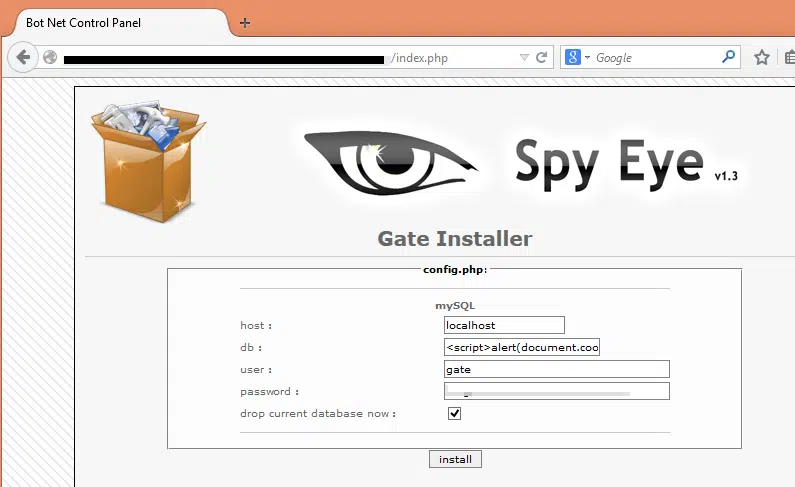 Bot Net Control Panel
/index.php
Google
Spy Eye v1.3
Gate Installer
config.php:
mySQL
host : localhost
db : <script>alert(document.coo
user : gate
password :
drop current database now :
install